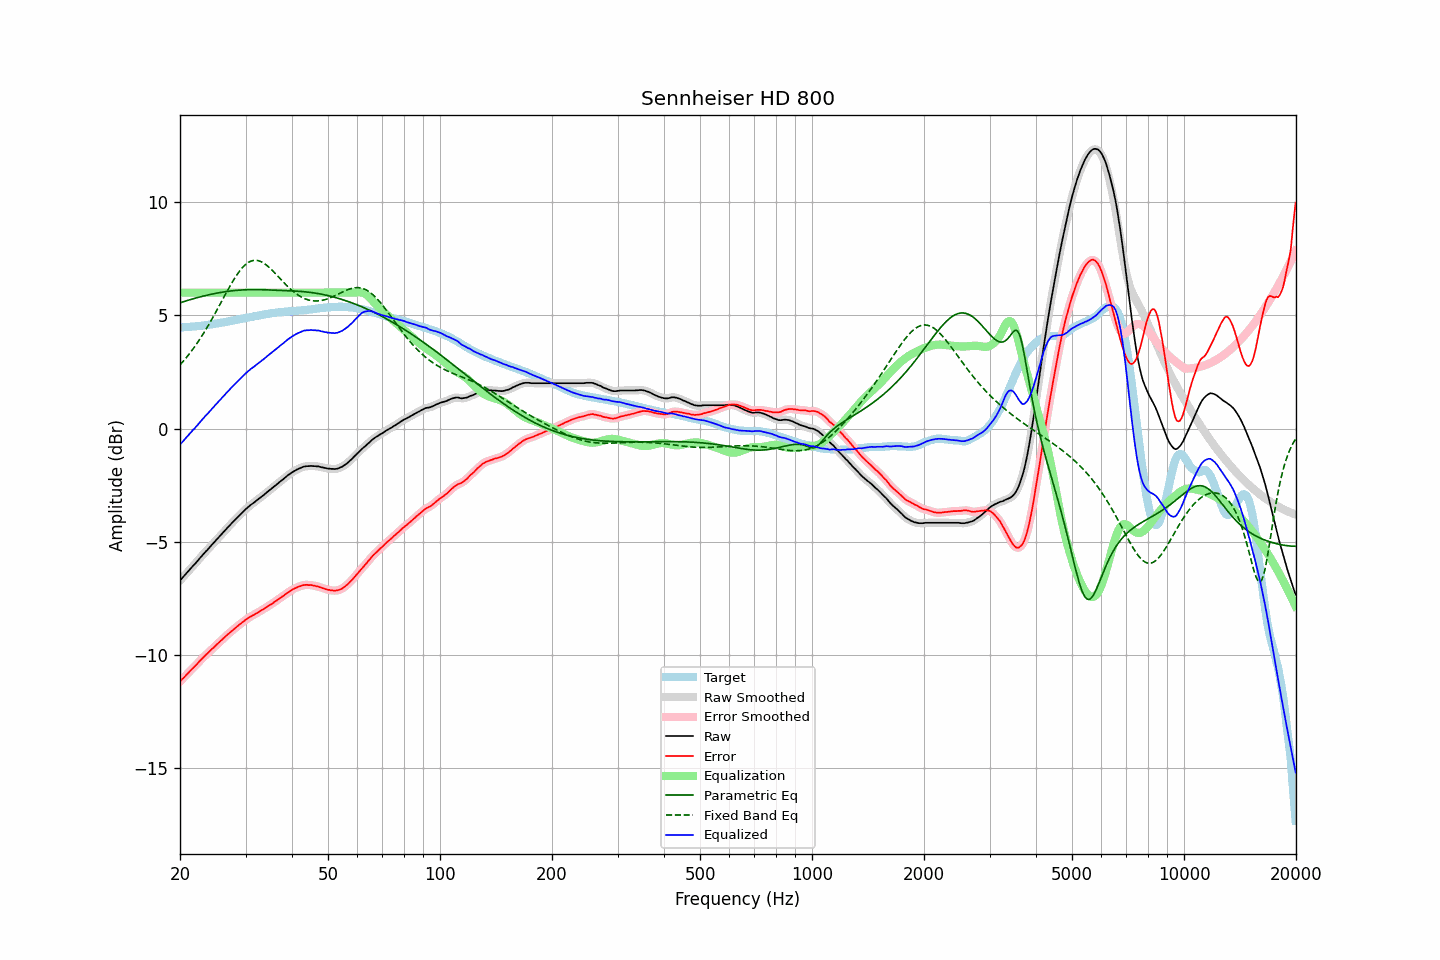 Sennheiser HD 800
Amplitude (dBr)
10
5
0
−5
−10
−15
Target
Raw Smoothed
Error Smoothed
Raw
Error
Equalization
Parametric Eq
Fixed Band Eq
Equalized
20
50
100
200
500
1000
2000
5000
10000
20000
Frequency (Hz)